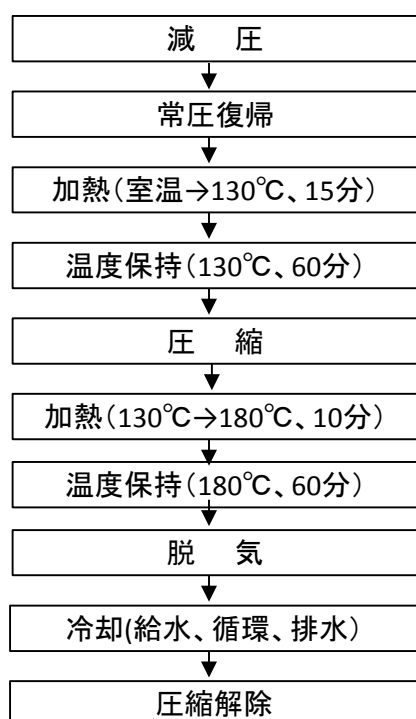 減　圧
常圧復帰
加熱（室温→130℃、15分）
温度保持（130℃、60分）
圧　縮
加熱（130℃→180℃、10分）
温度保持（180℃、60分）
脱　気
冷却(給水、循環、排水）
圧縮解除